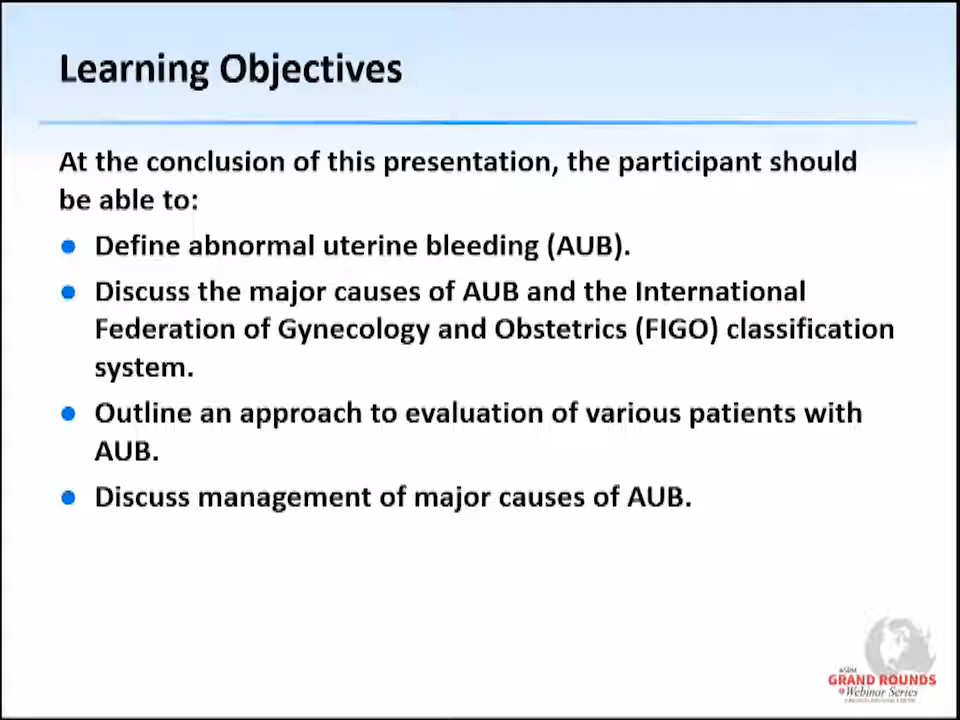 Learning Objectives
At the conclusion of this presentation, the participant should
be able to:
Define abnormal uterine bleeding (AUB).
Discuss the major causes of AUB and the International
Federation of Gynecology and Obstetrics (FIGO) classification
system.
Outline an approach to evaluation of various patients with
AUB.
Discuss management of major causes of AUB.
ASRM
GRAND ROUNDS
Webinar Series